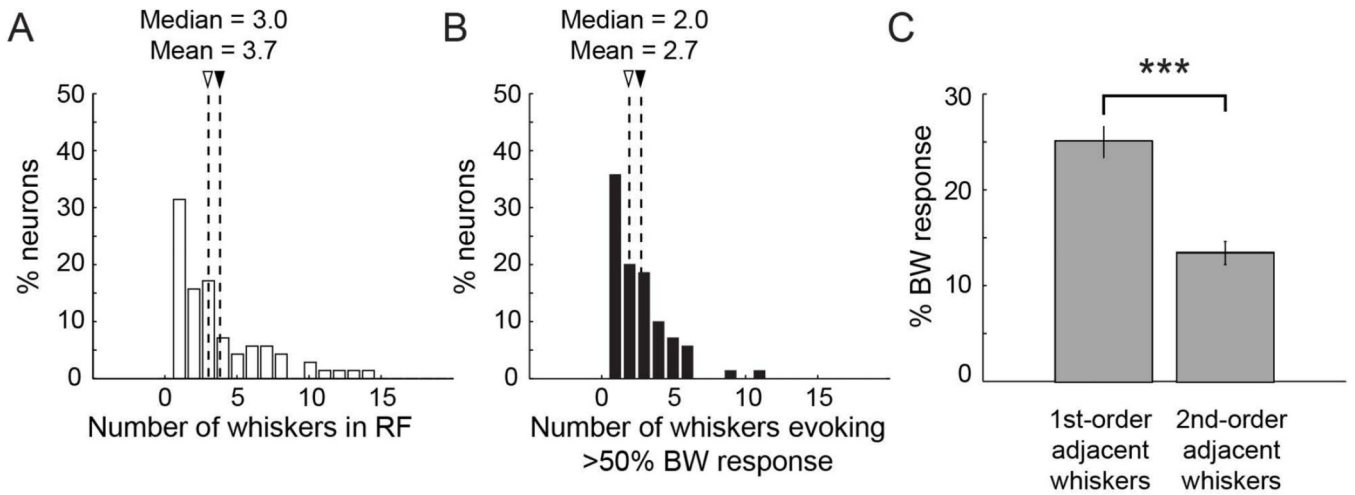 A
Median = 3.0
Mean = 3.7
% neurons
50
40
30
20
10
0
0
5
10
15
Number of whiskers in RF
B
Median = 2.0
Mean = 2.7
% neurons
50
40
30
20
10
0
0
5
10
15
Number of whiskers evoking
>50% BW response
C
***
% BW response
30
20
10
0
1st-order
adjacent
whiskers
2nd-order
adjacent
whiskers